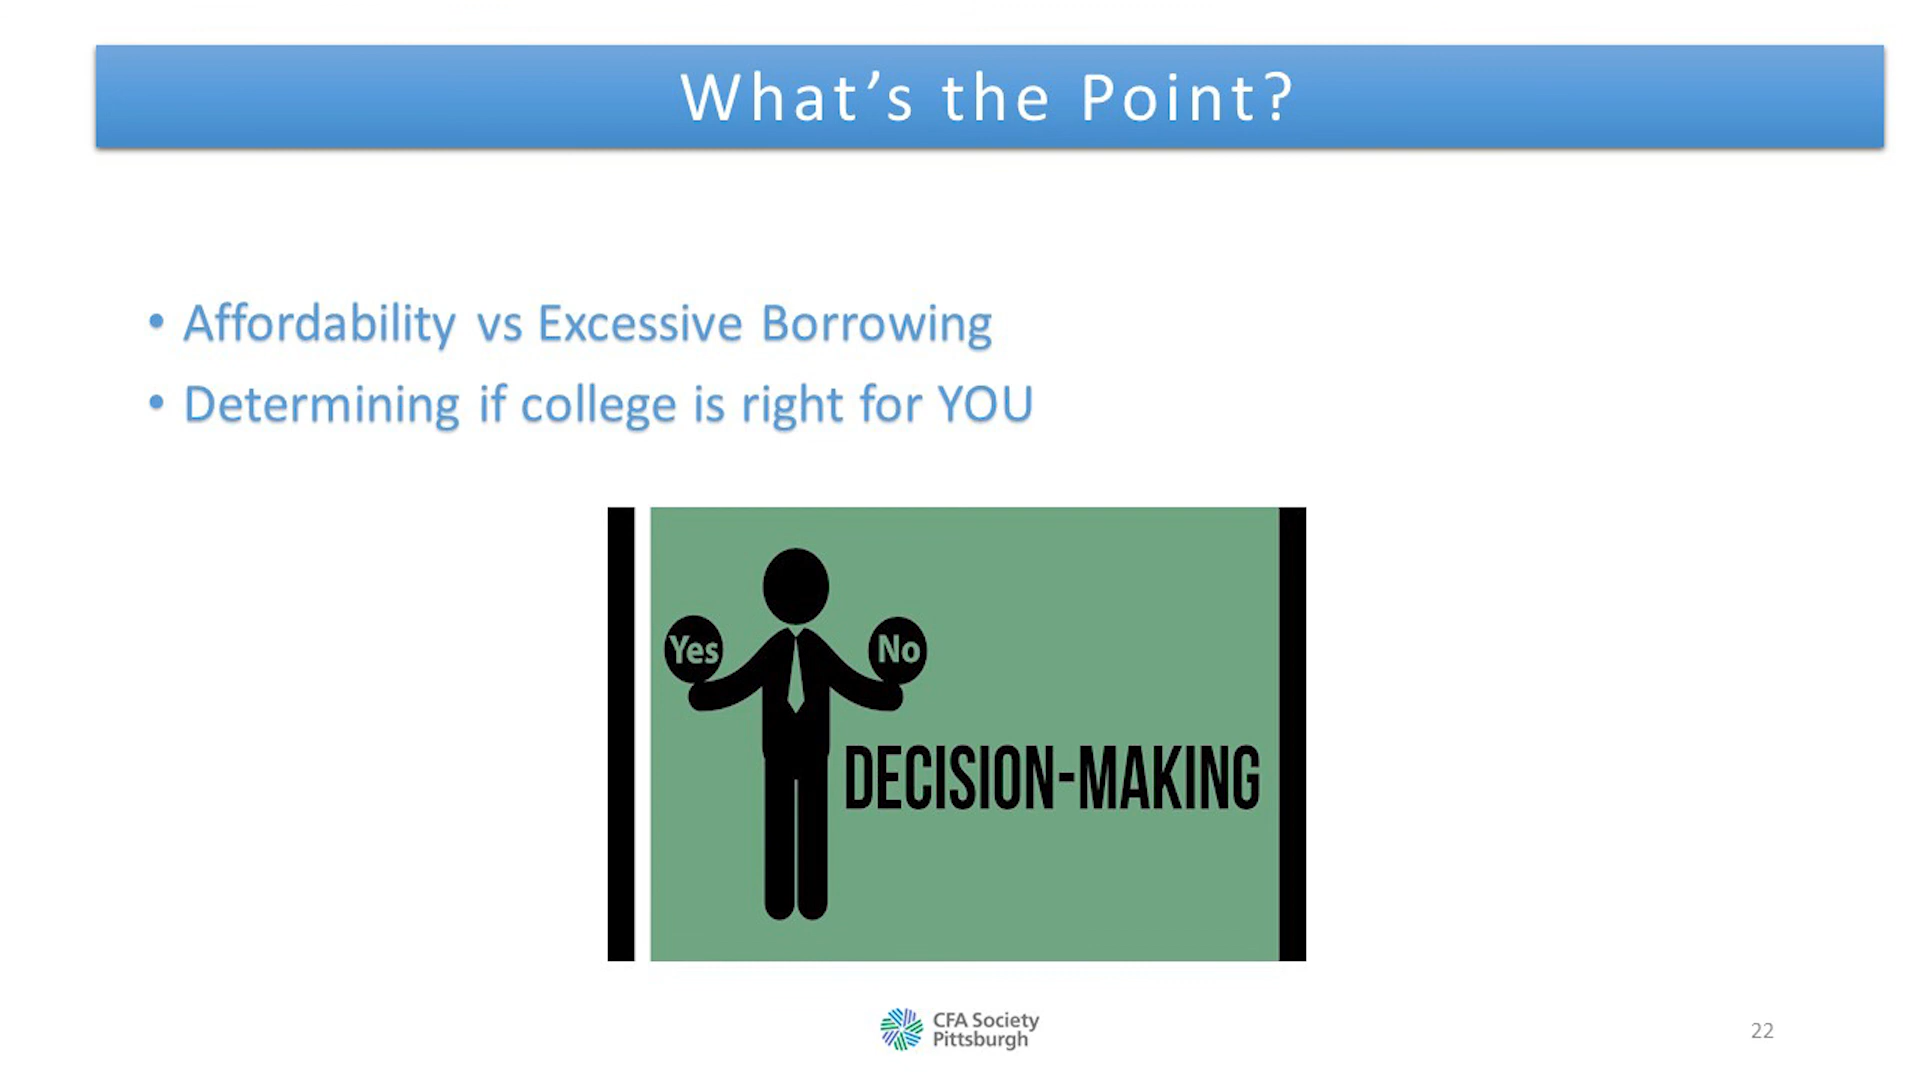 What’s the Point?
• Affordability vs Excessive Borrowing
• Determining if college is right for YOU
Yes
No
DECISION-MAKING
CFA Society
Pittsburgh
22